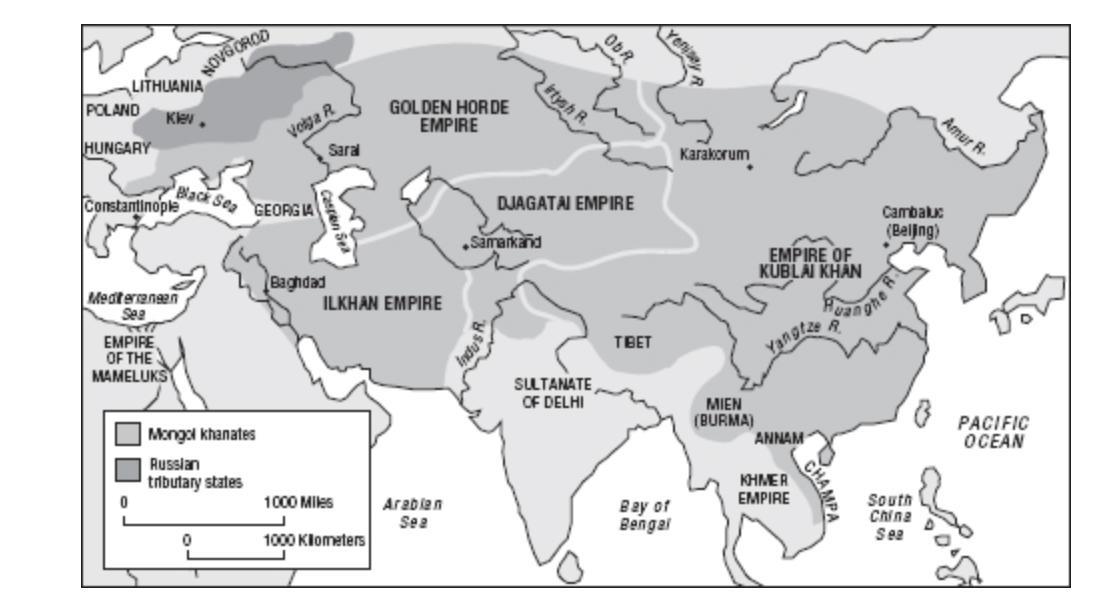 NOVGOROD
Ob R.
Yenisey R.
LITHUANIA
POLAND
GOLDEN HORDE
EMPIRE
Irtysh R.
Kiev
Volga R.
Amur R.
HUNGARY
Sarai
Karakorum
Constantinople
Black Sea
GEORGIA
Caspian Sea
DJAGATAI EMPIRE
Cambaluc
(Beijing)
Samarkand
EMPIRE OF
KUBLAI KHAN
Baghdad
ILKHAN EMPIRE
Huanghe R.
Mediterranean
Sea
Indus R.
TIBET
Yangtze R.
EMPIRE
OF THE
MAMELUKS
SULTANATE
OF DELHI
MIEN
(BURMA)
ANNAM
PACIFIC
OCEAN
Mongol khanates
Russian
tributary states
0 1000 Miles
0 1000 Kilometers
Arabian
Sea
Bay of
Bengal
KHMER
EMPIRE
CHAMPA
South
China
Sea